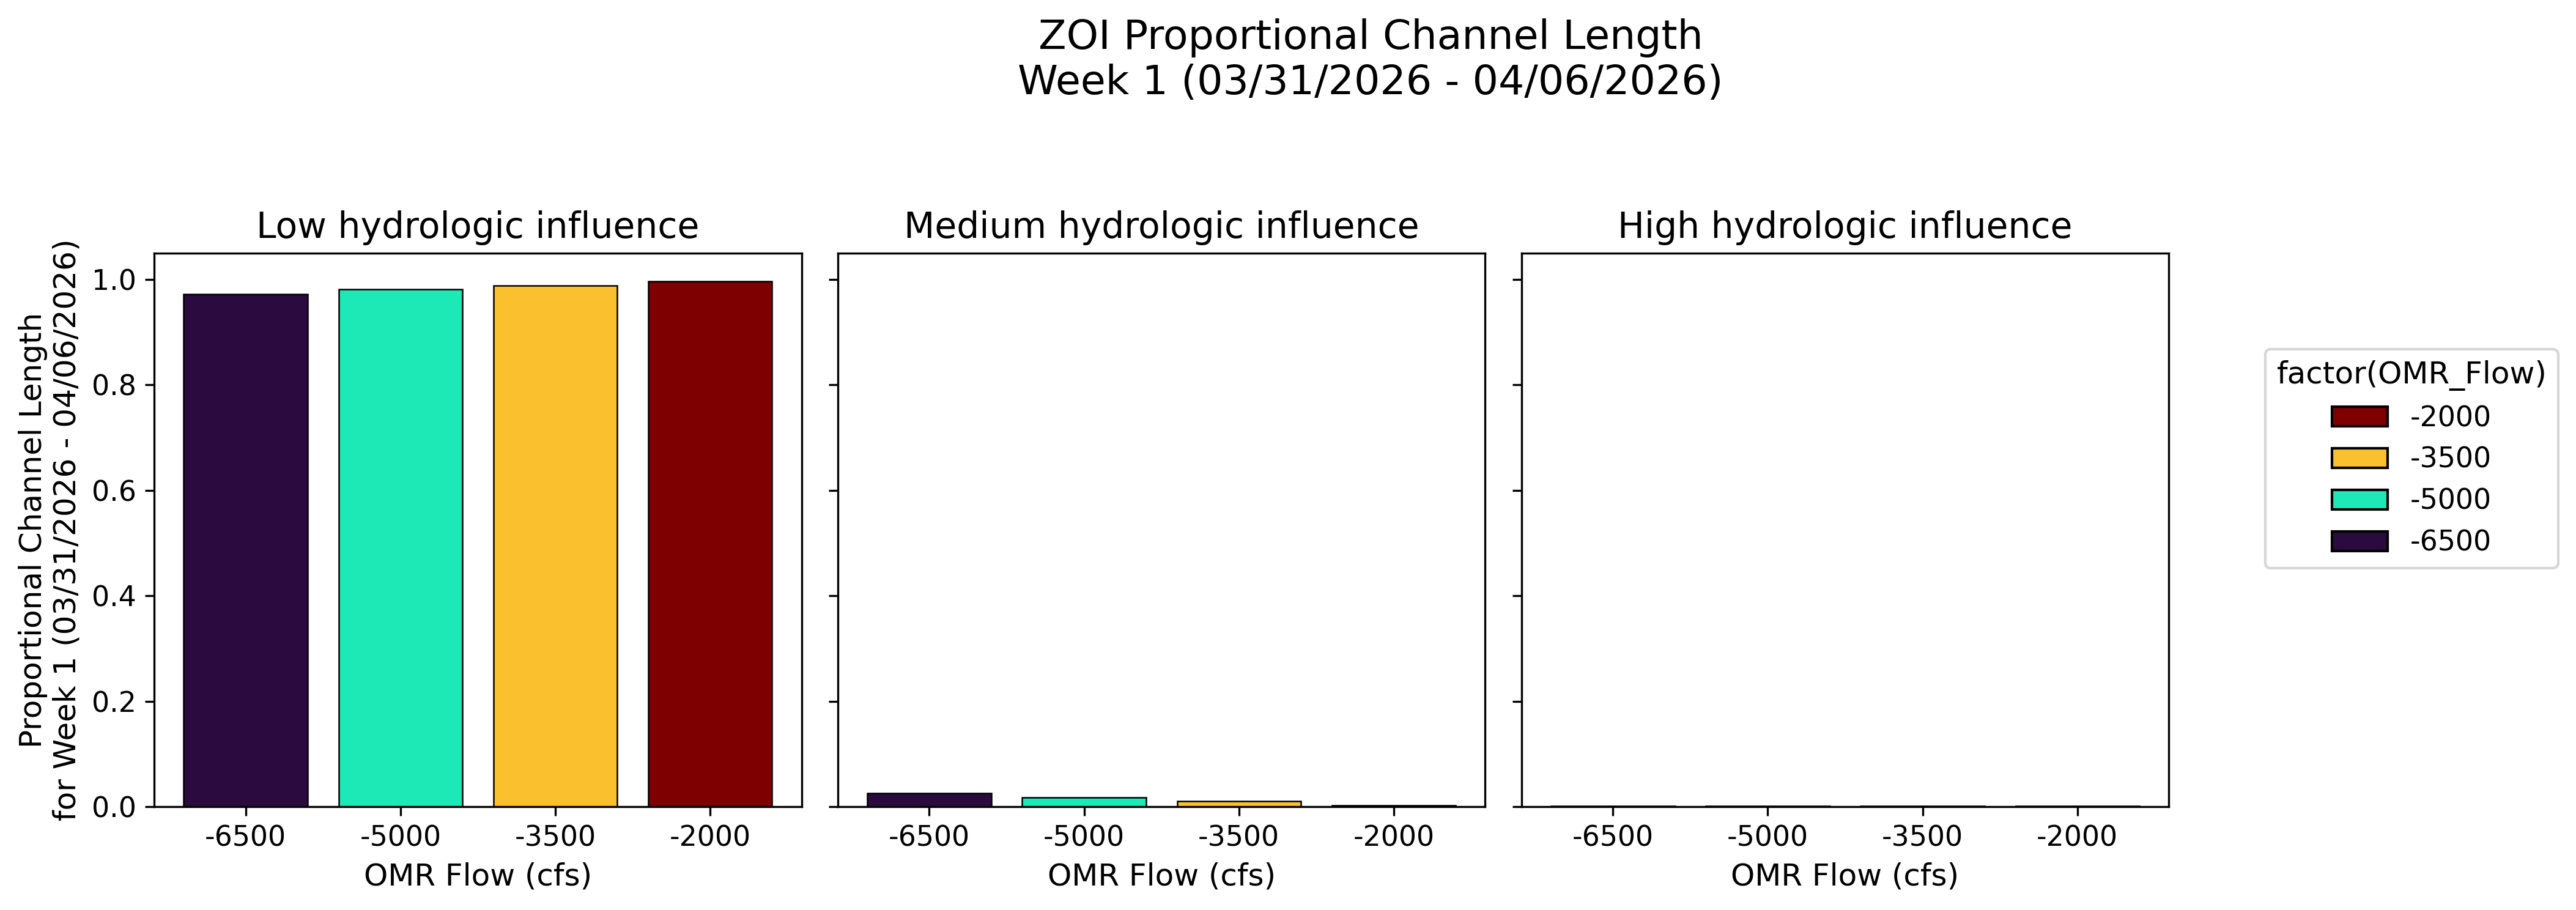 ZOI Proportional Channel Length
Week 1 (03/31/2026 - 04/06/2026)
Low hydrologic influence
Medium hydrologic influence
High hydrologic influence
Proportional Channel Length
for Week 1 (03/31/2026 - 04/06/2026)
1.0
0.8
0.6
0.4
0.2
0.0
-6500 -5000 -3500 -2000
OMR Flow (cfs)
-6500 -5000 -3500 -2000
OMR Flow (cfs)
-6500 -5000 -3500 -2000
OMR Flow (cfs)
factor(OMR_Flow)
-2000
-3500
-5000
-6500